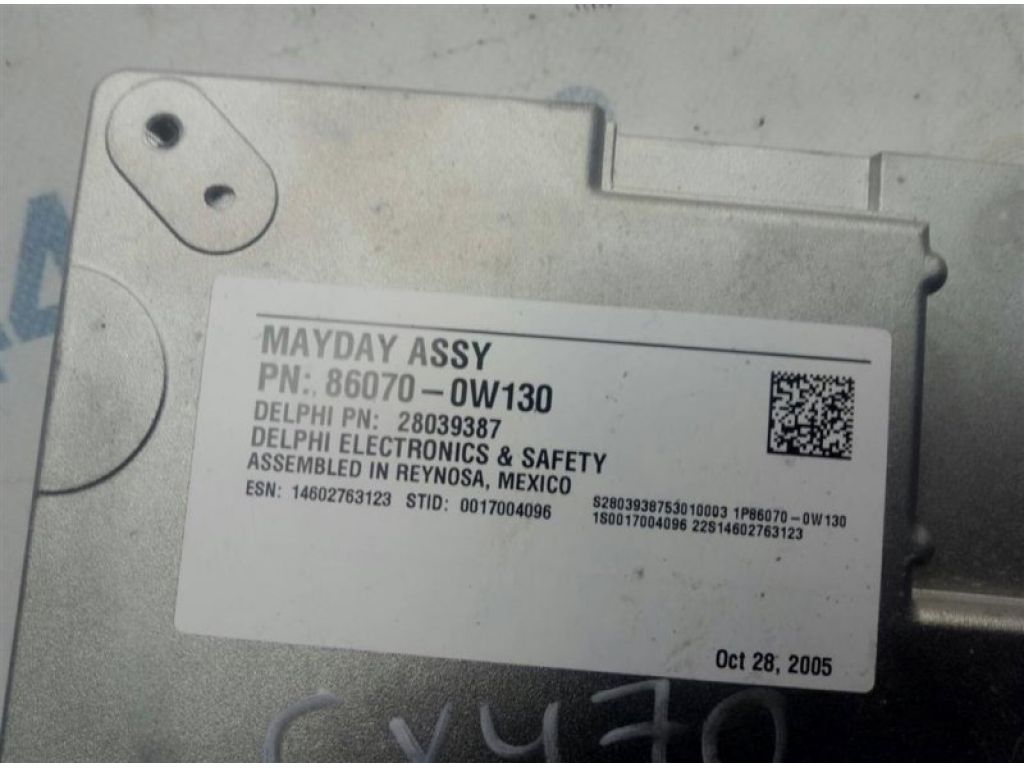 MAYDAY ASSY
PN: 86070-0W130
DELPHI PN: 28039387
DELPHI ELECTRONICS & SAFETY
ASSEMBLED IN REYNOSA, MEXICO
ESN: 14602763123 STID: 0017004096
S2803938753010003 1P86070-0W130
1S0017004096 22S14602763123
Oct 28, 2005